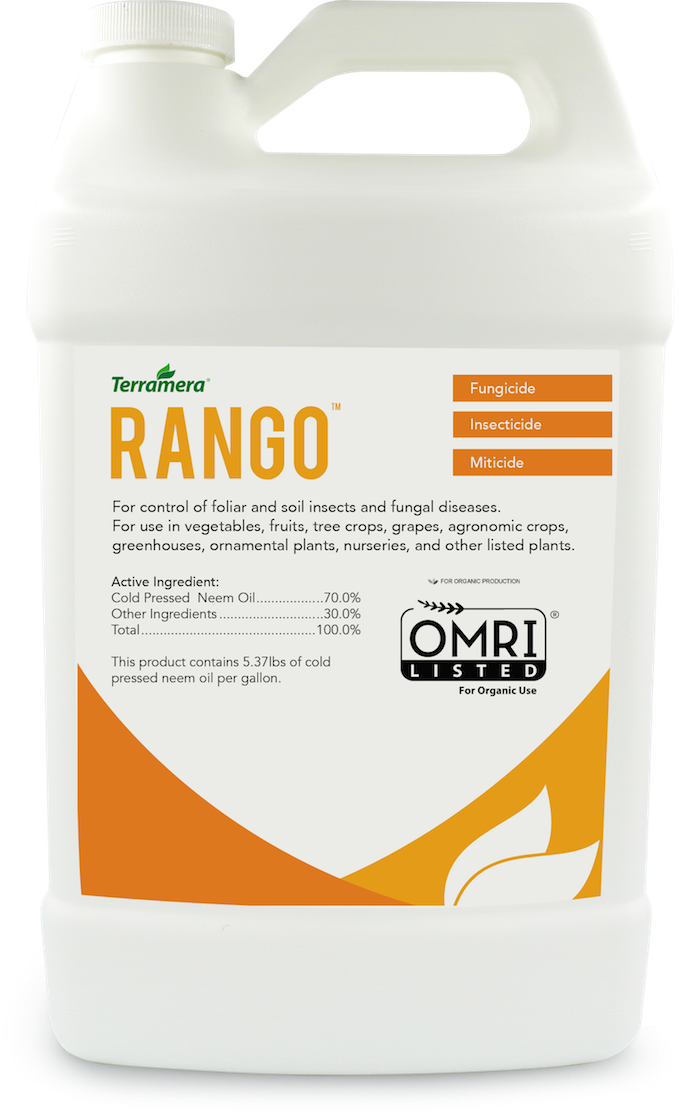 Terramera®
RANGO™
Fungicide
Insecticide
Miticide
For control of foliar and soil insects and fungal diseases.
For use in vegetables, fruits, tree crops, grapes, agronomic crops,
greenhouses, ornamental plants, nurseries, and other listed plants.
Active Ingredient:
Cold Pressed Neem Oil..................70.0%
Other Ingredients............................30.0%
Total...............................................100.0%
This product contains 5.37lbs of cold
pressed neem oil per gallon.
FOR ORGANIC PRODUCTION
OMRI®
LISTED
For Organic Use